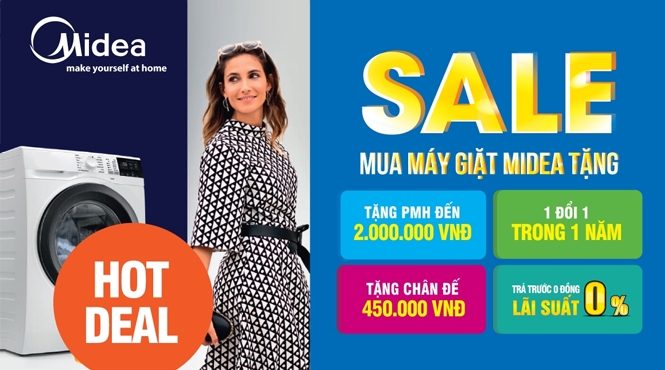 Midea
make yourself at home
HOT
DEAL
SALE
MUA MÁY GIẶT MIDEA TẶNG
TẶNG PMH ĐẾN
2.000.000 VNĐ
1 ĐỔI 1
TRONG 1 NĂM
TẶNG CHÂN ĐẾ
450.000 VNĐ
TRẢ TRƯỚC 0 ĐỒNG
LÃI SUẤT 0%